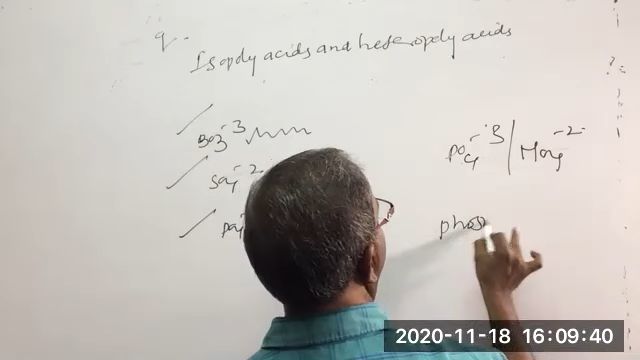 q.
Isopoly acids and heteropoly acids
BO3-3
SO4-2
PO4-3 / MoO4-2
phos
2020-11-18 16:09:40